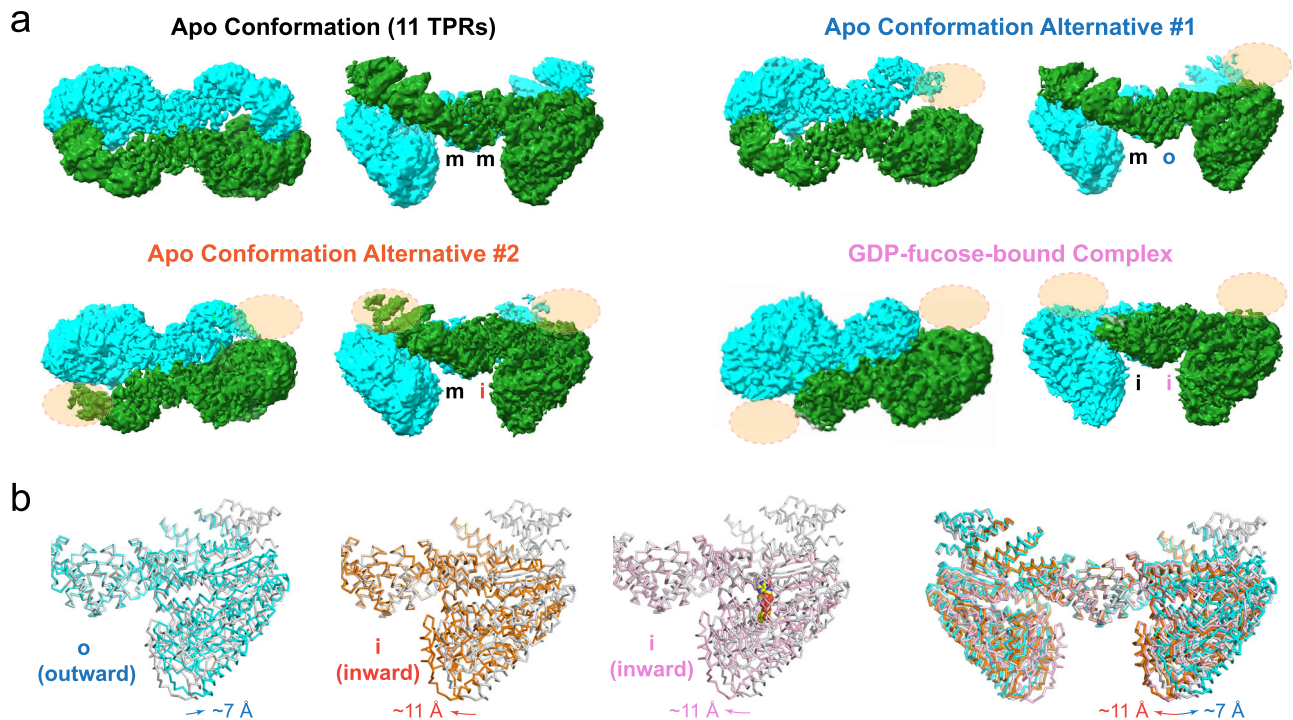 a
Apo Conformation (11 TPRs)
Apo Conformation Alternative #1
m m
m o
Apo Conformation Alternative #2
GDP-fucose-bound Complex
m i
i i
b
o
(outward)
~7 Å
i
(inward)
~11 Å
i
(inward)
~11 Å
~11 Å ~7 Å